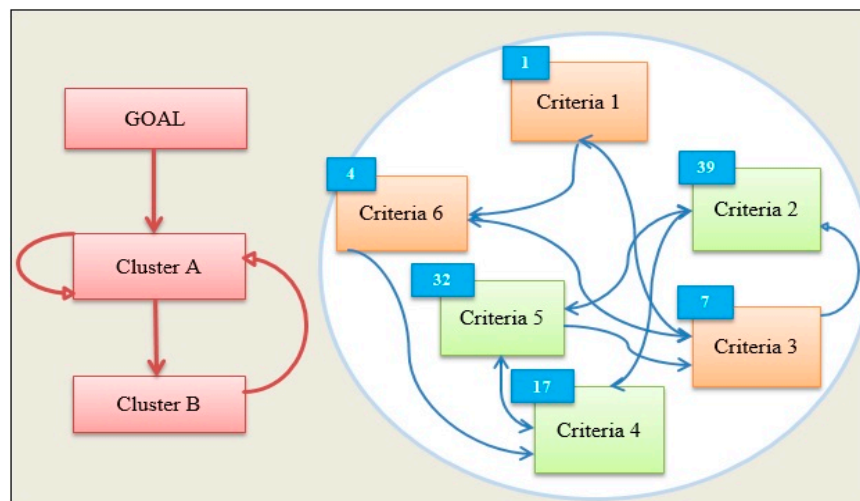 GOAL
Cluster A
Cluster B
1
Criteria 1
39
Criteria 2
4
Criteria 6
32
Criteria 5
7
Criteria 3
17
Criteria 4